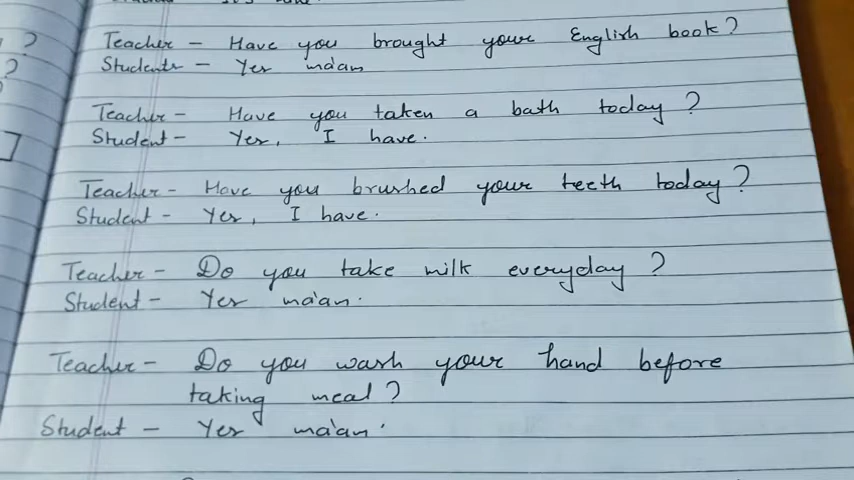 ?
?
Teacher – Have you brought your English book?
Students – Yes ma'am
Teacher – Have you taken a bath today?
Student – Yes, I have.
Teacher – Have you brushed your teeth today?
Student – Yes, I have.
Teacher – Do you take milk everyday?
Student – Yes ma'am.
Teacher – Do you wash your hand before
taking meal?
Student – Yes ma'am.